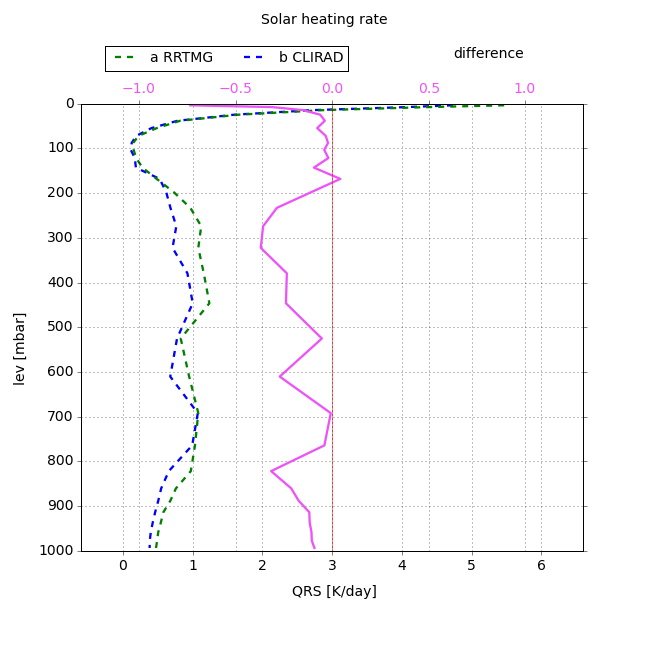 Solar heating rate
a RRTMG b CLIRAD
difference
−1.0 −0.5 0.0 0.5 1.0
0
100
200
300
400
500
600
700
800
900
1000
lev [mbar]
0 1 2 3 4 5 6
QRS [K/day]